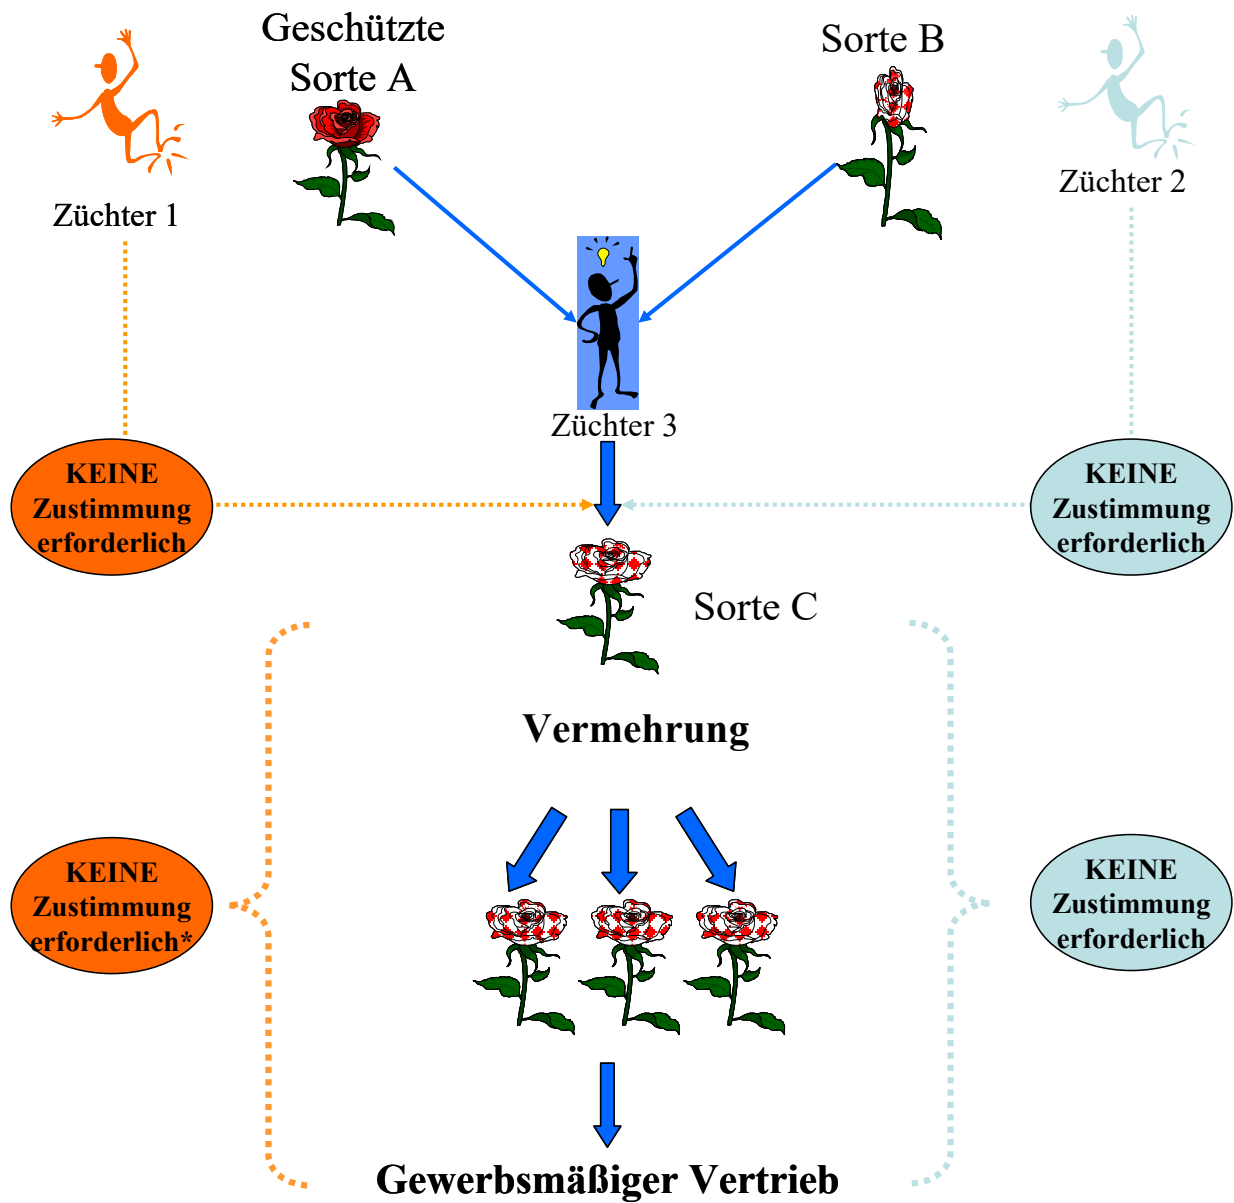 Geschützte
Sorte A
Sorte B
Züchter 1
Züchter 2
Züchter 3
KEINE
Zustimmung
erforderlich
KEINE
Zustimmung
erforderlich
Sorte C
Vermehrung
KEINE
Zustimmung
erforderlich*
KEINE
Zustimmung
erforderlich
Gewerbsmäßiger Vertrieb